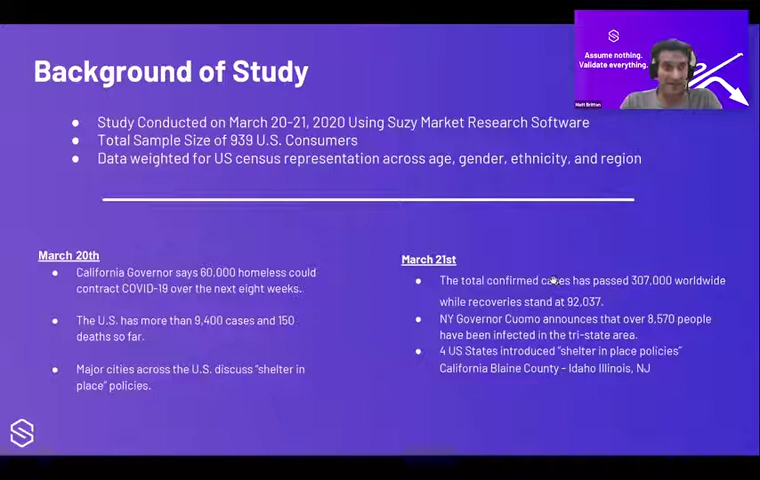 Assume nothing.
Validate everything.
Matt Britton
Background of Study
● Study Conducted on March 20-21, 2020 Using Suzy Market Research Software
● Total Sample Size of 939 U.S. Consumers
● Data weighted for US census representation across age, gender, ethnicity, and region
March 20th
● California Governor says 60,000 homeless could
contract COVID-19 over the next eight weeks.
● The U.S. has more than 9,400 cases and 150
deaths so far.
● Major cities across the U.S. discuss “shelter in
place” policies.
March 21st
● The total confirmed cases has passed 307,000 worldwide
while recoveries stand at 92,037.
● NY Governor Cuomo announces that over 8,570 people
have been infected in the tri-state area.
● 4 US States introduced “shelter in place policies”
California Blaine County - Idaho Illinois, NJ